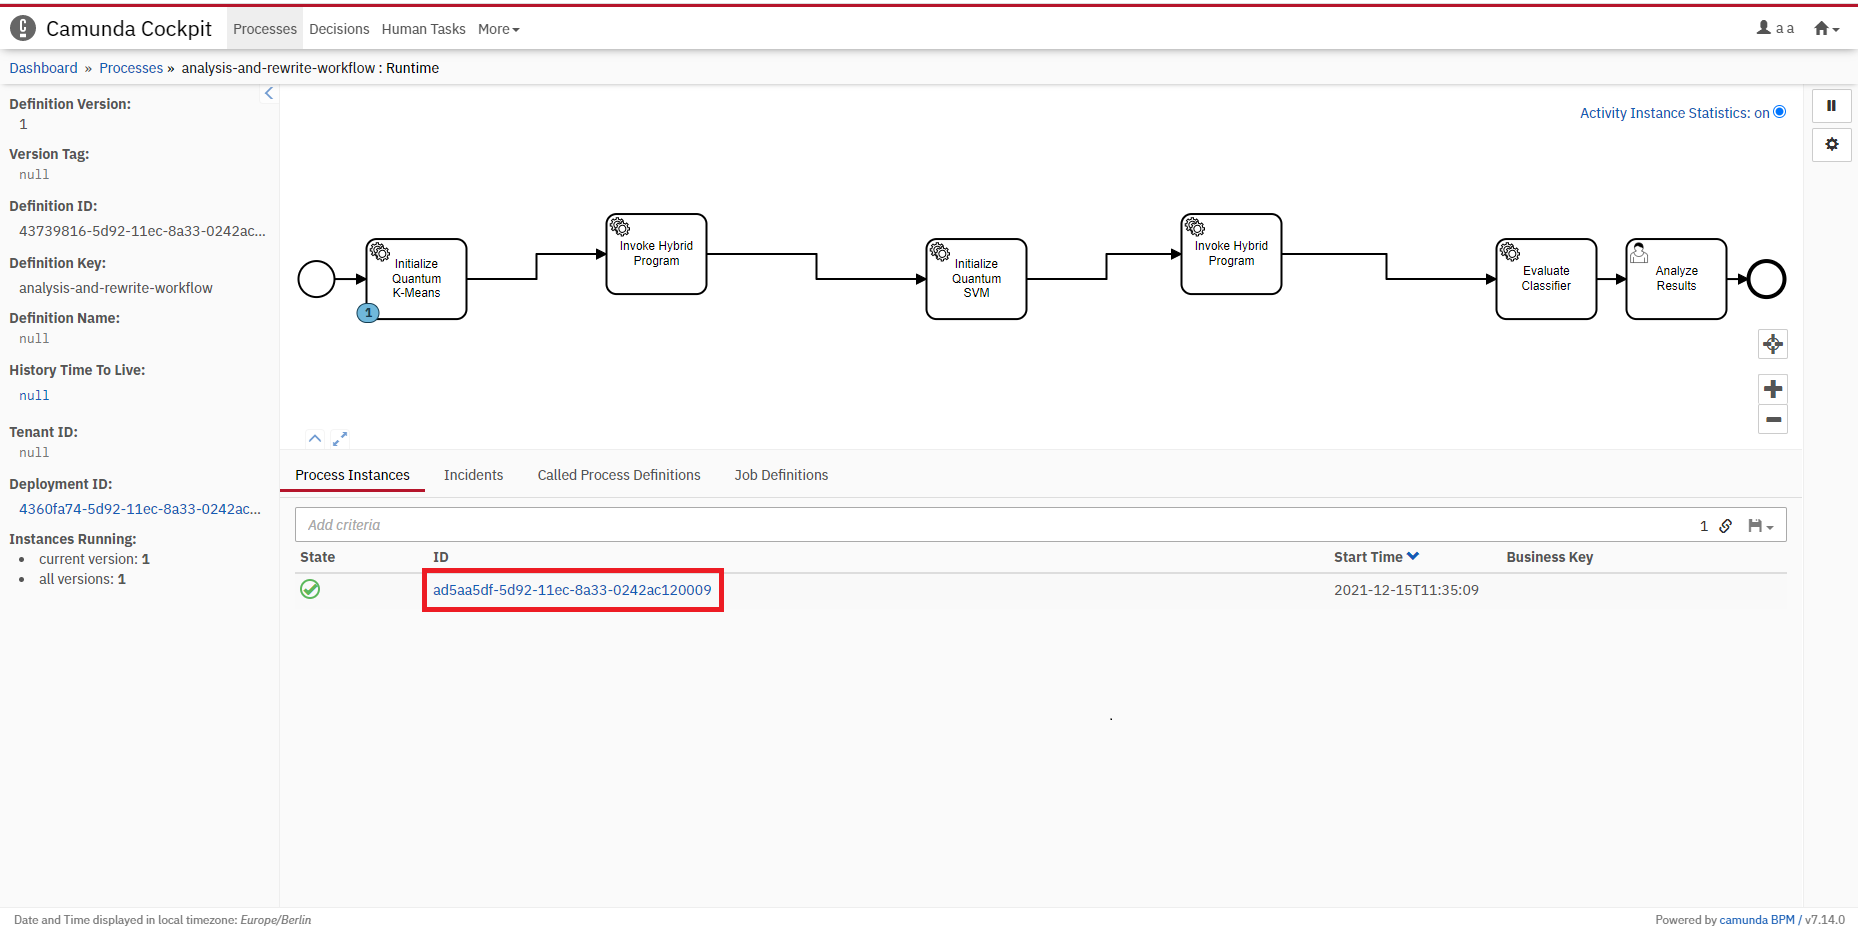 Camunda Cockpit Processes Decisions Human Tasks More a a
Dashboard » Processes » analysis-and-rewrite-workflow : Runtime
Definition Version:
1
Version Tag:
null
Definition ID:
43739816-5d92-11ec-8a33-0242ac...
Definition Key:
analysis-and-rewrite-workflow
Definition Name:
null
History Time To Live:
null
Tenant ID:
null
Deployment ID:
4360fa74-5d92-11ec-8a33-0242ac...
Instances Running:
current version: 1
all versions: 1
Activity Instance Statistics: on
Initialize
Quantum
K-Means
1
Invoke Hybrid
Program
Initialize
Quantum
SVM
Invoke Hybrid
Program
Evaluate
Classifier
Analyze
Results
Process Instances Incidents Called Process Definitions Job Definitions
Add criteria 1
State ID Start Time Business Key
ad5aa5df-5d92-11ec-8a33-0242ac120009 2021-12-15T11:35:09
.
Date and Time displayed in local timezone: Europe/Berlin
Powered by camunda BPM / v7.14.0